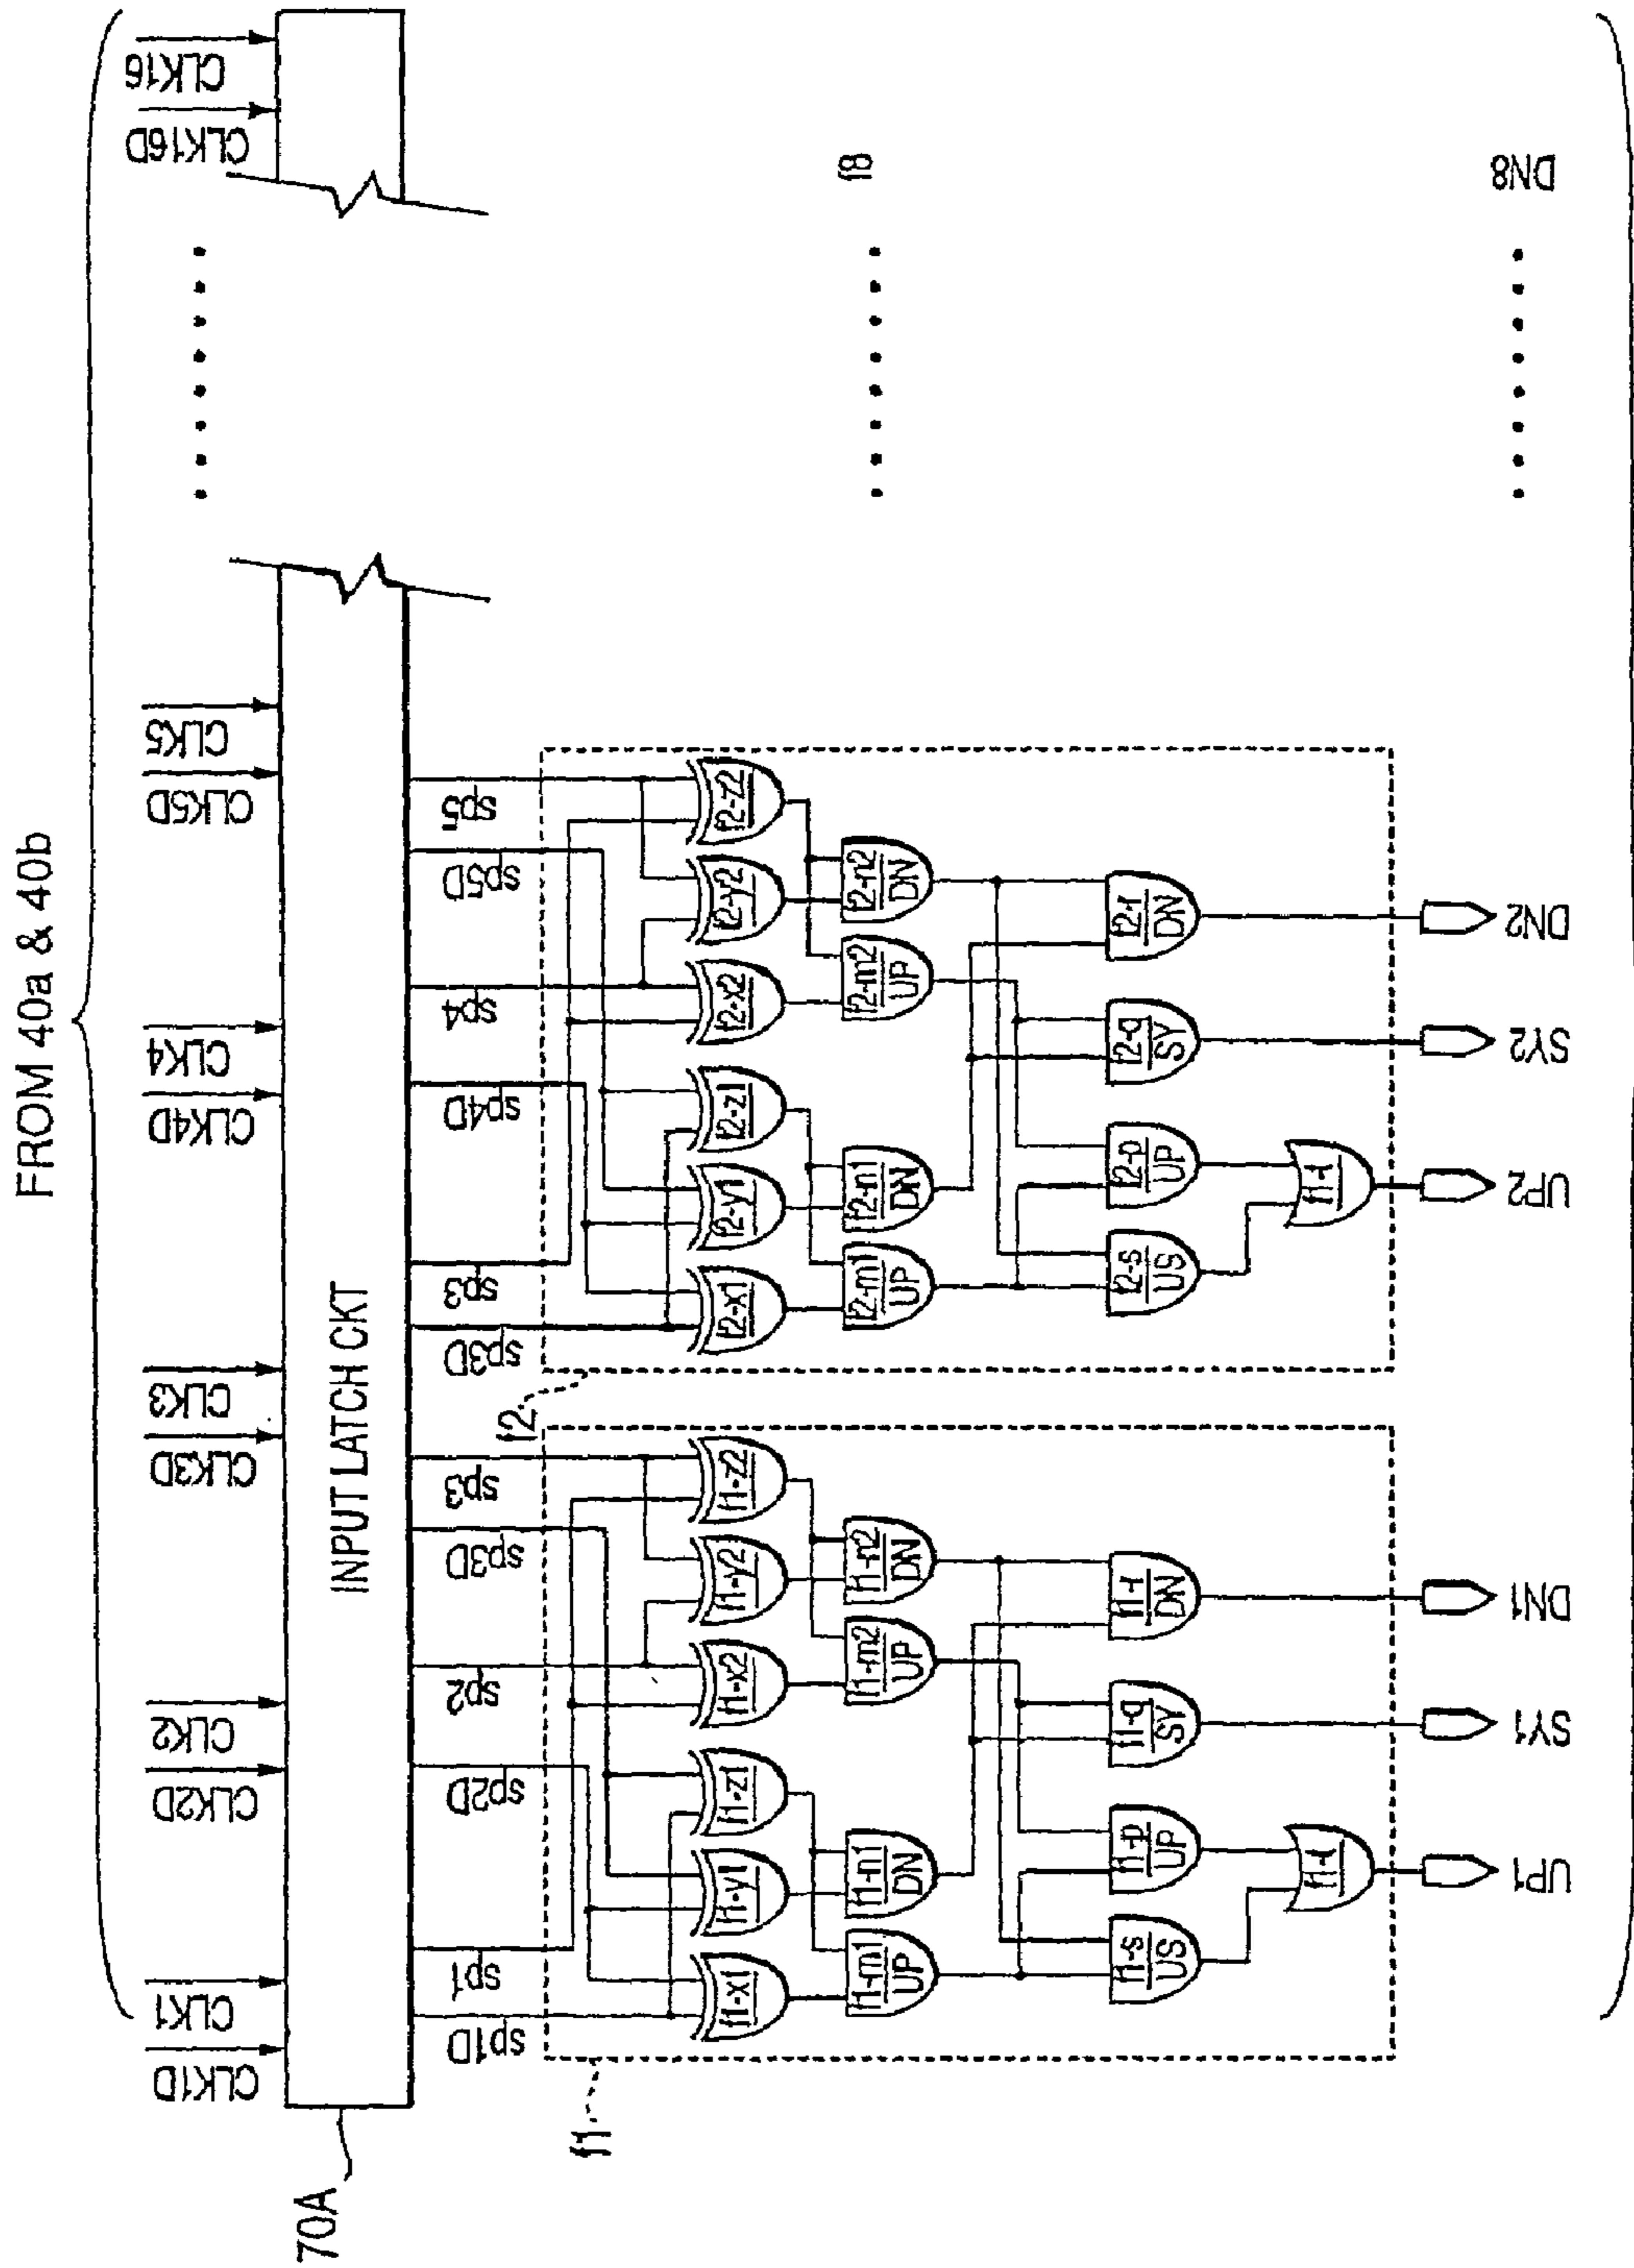 FROM 40a & 40b
CLK1D
CLK1
CLK2D
CLK2
CLK3D
CLK3
CLK4D
CLK4
CLK5D
CLK5
CLK16D
CLK16
70A
INPUT LATCH CKT
sp1D
sp1
sp2D
sp2
sp3D
sp3
sp3D
sp3
sp4D
sp4
sp5D
sp5
f1
f2
f8
f1-x1
f1-y1
f1-z1
f1-x2
f1-y2
f1-z2
f2-x1
f2-y1
f2-z1
f2-x2
f2-y2
f2-z2
f1-m1
UP
f1-n1
DN
f1-m2
UP
f1-n2
DN
f2-m1
UP
f2-n1
DN
f2-m2
UP
f2-n2
DN
f1-s
US
f1-p
UP
f1-q
SY
f1-r
DN
f2-s
US
f2-p
UP
f2-q
SY
f2-r
DN
f1-t
f1-t
UP1
SY1
DN1
UP2
SY2
DN2
DN8